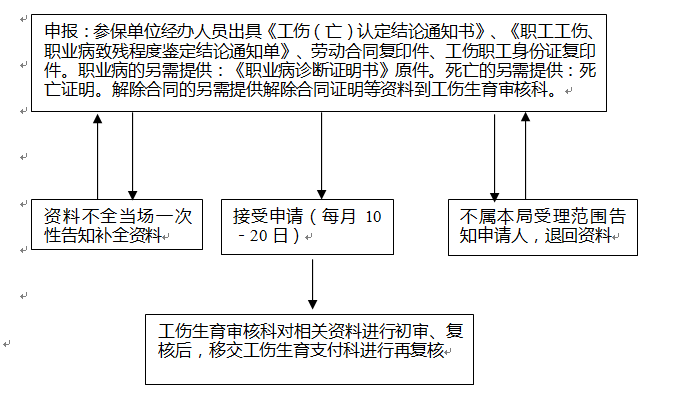 申报：参保单位经办人员出具《工伤（亡）认定结论通知书》、《职工工伤、
职业病致残程度鉴定结论通知单》、劳动合同复印件、工伤职工身份证复印
件。职业病的另需提供：《职业病诊断证明书》原件。死亡的另需提供：死
亡证明。解除合同的另需提供解除合同证明等资料到工伤生育审核科。
资料不全当场一次
性告知补全资料
接受申请（每月 10
－20 日）
不属本局受理范围告
知申请人，退回资料
工伤生育审核科对相关资料进行初审、复
核后，移交工伤生育支付科进行再复核